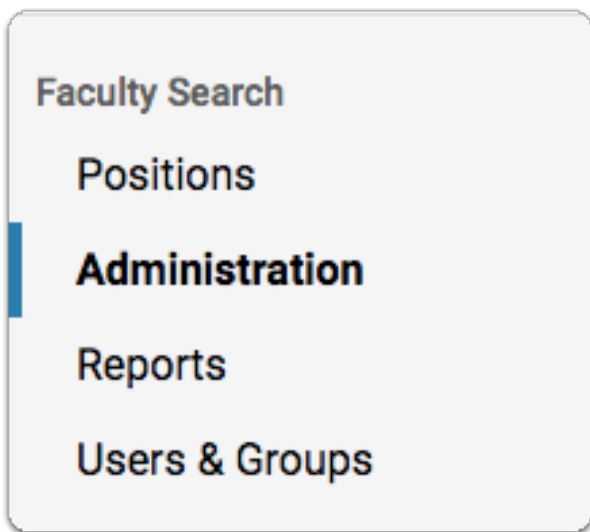 Faculty Search
Positions
Administration
Reports
Users & Groups